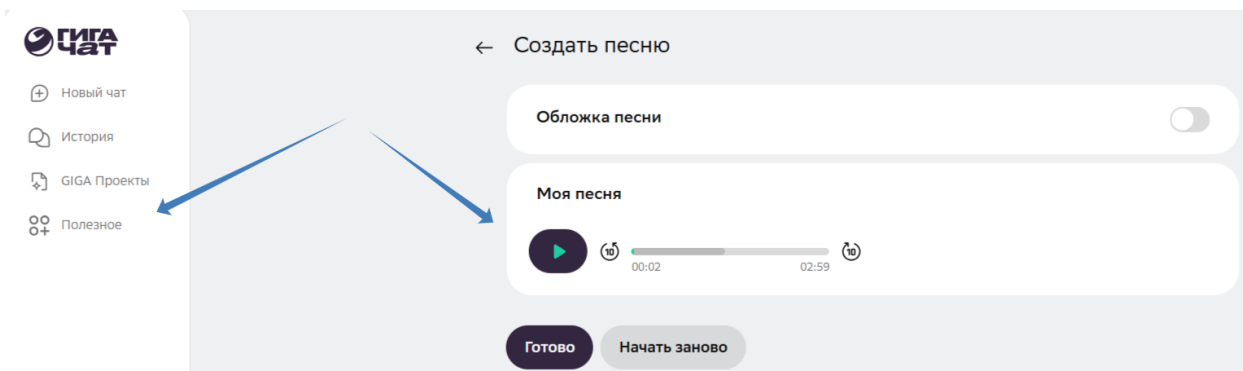 ГИГА
ЧАТ
Новый чат
История
GIGA Проекты
Полезное
Создать песню
Обложка песни
Моя песня
10
10
00:02
02:59
Готово
Начать заново